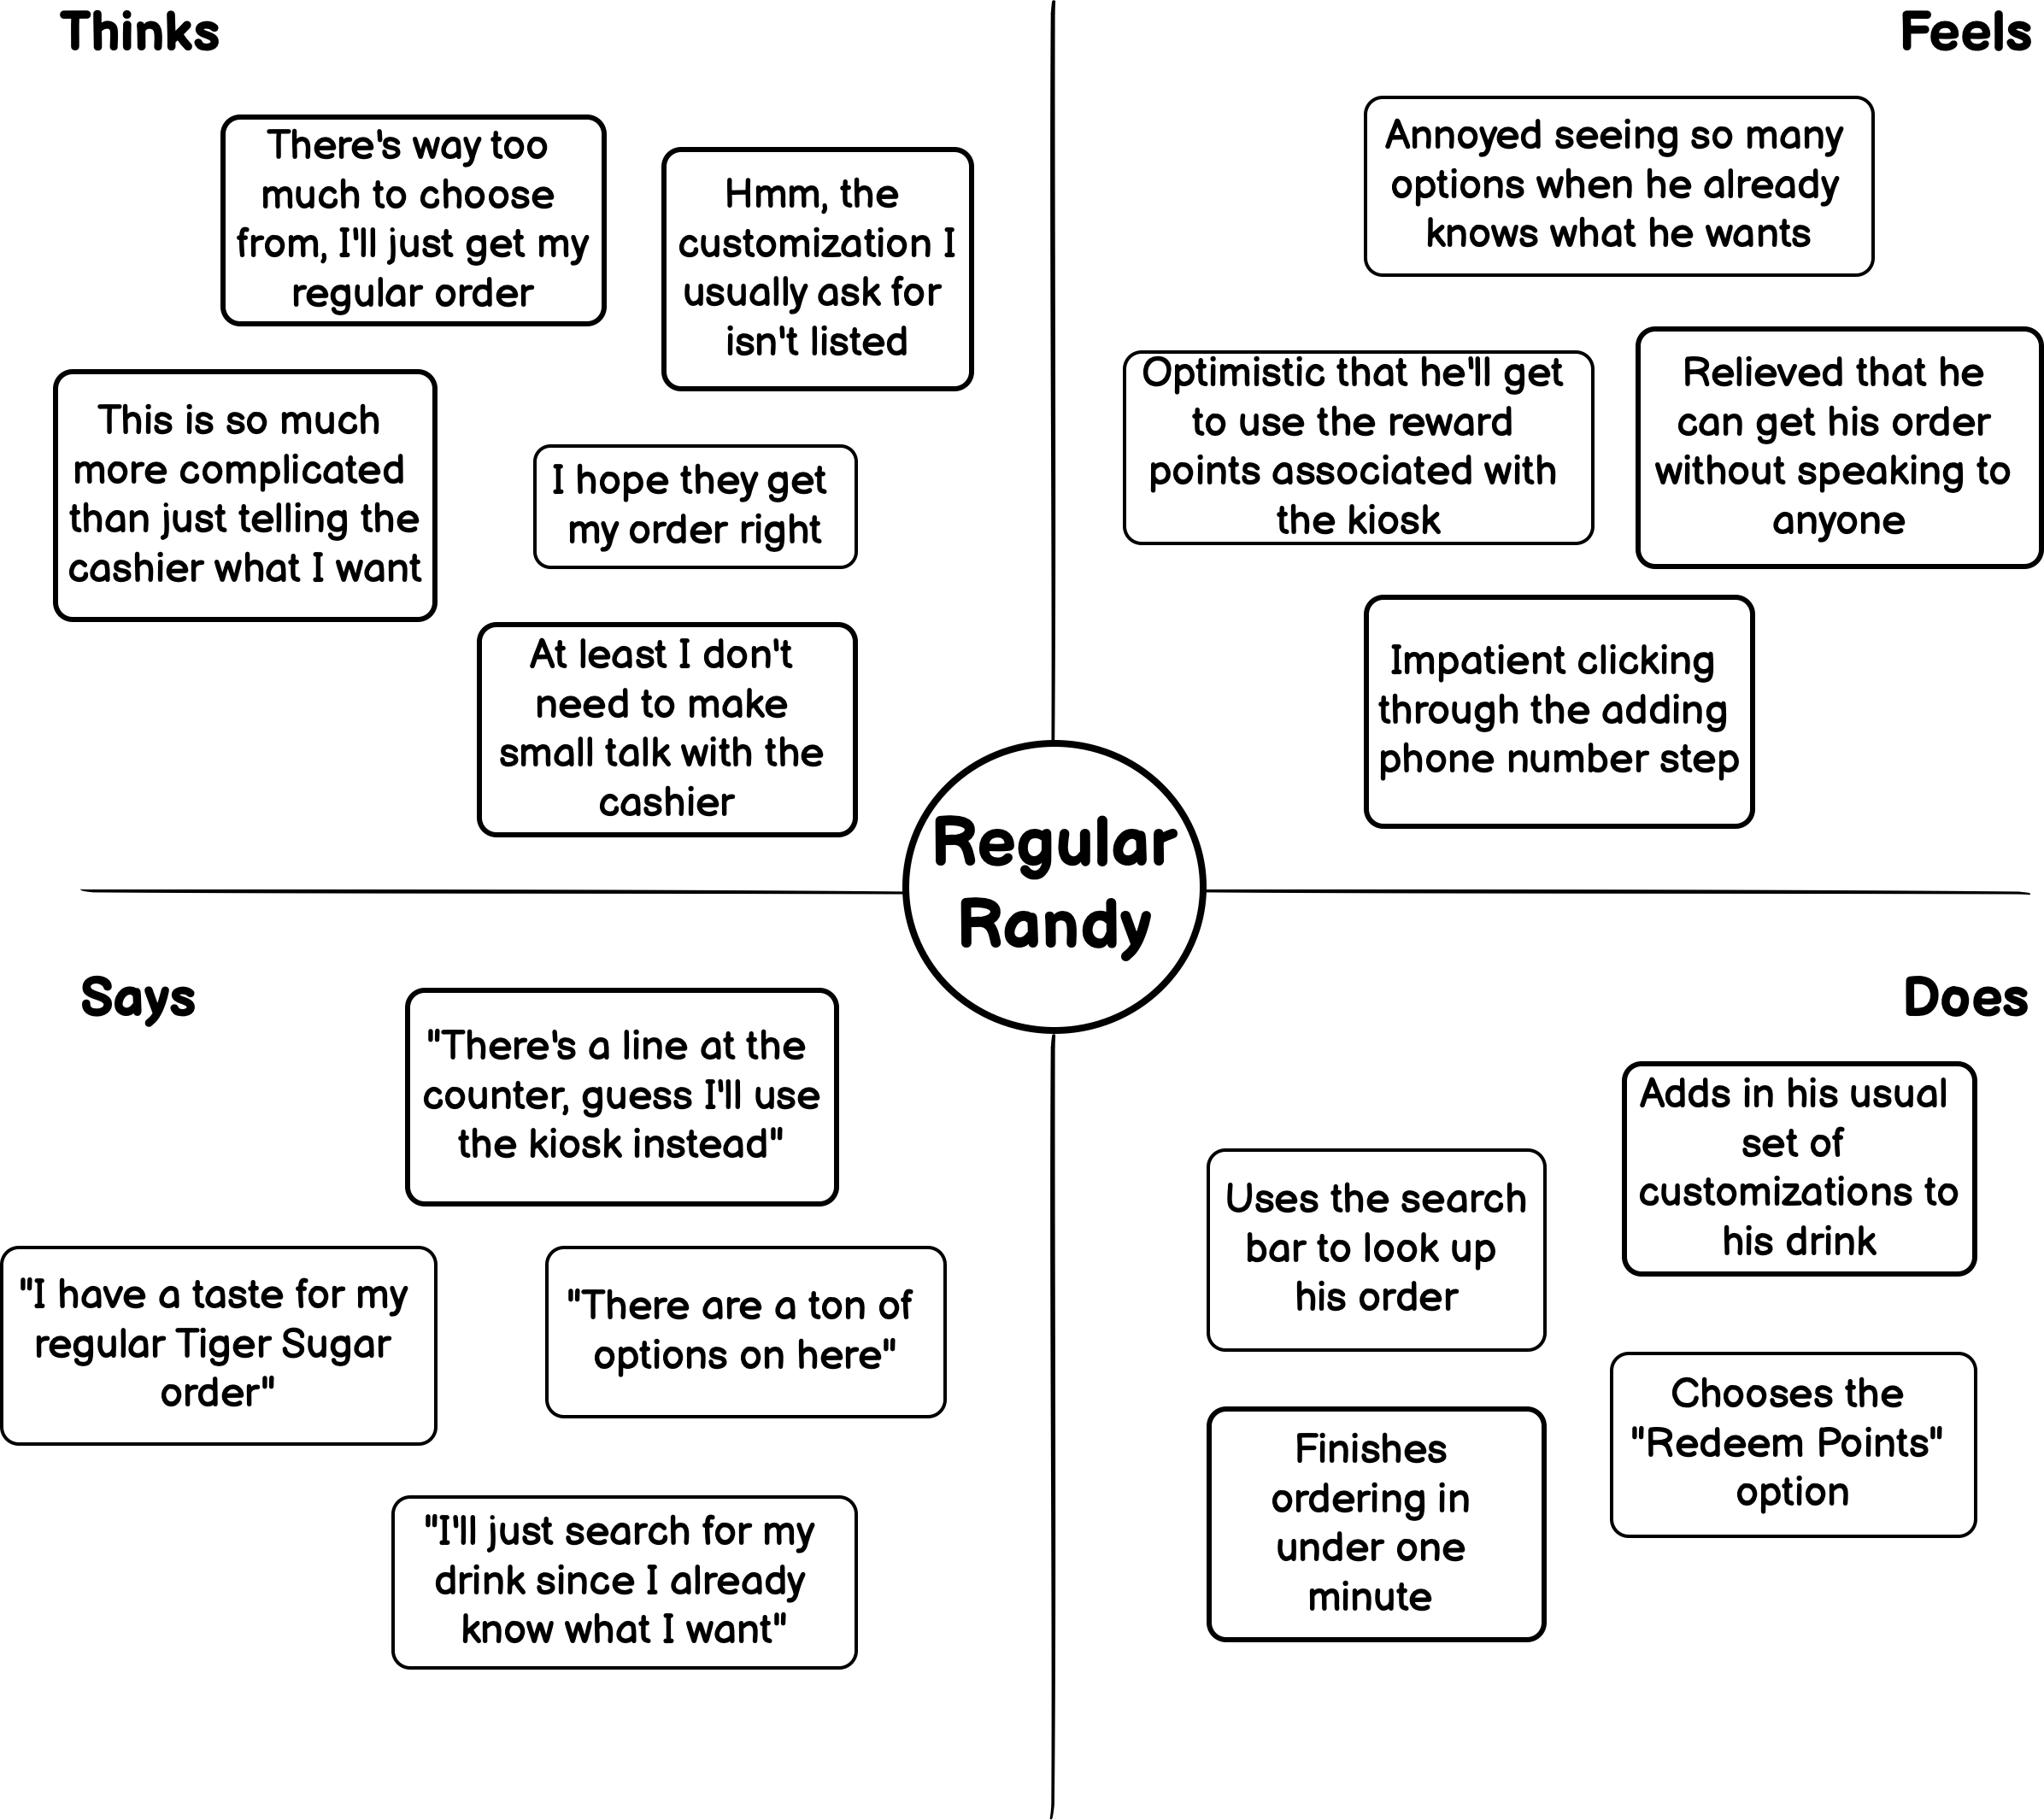 Thinks
There's way too
much to choose
from, I'll just get my
regular order
Hmm, the
customization I
usually ask for
isn't listed
This is so much
more complicated
than just telling the
cashier what I want
I hope they get
my order right
At least I don't
need to make
small talk with the
cashier
Feels
Annoyed seeing so many
options when he already
knows what he wants
Optimistic that he'll get
to use the reward
points associated with
the kiosk
Relieved that he
can get his order
without speaking to
anyone
Impatient clicking
through the adding
phone number step
Regular
Randy
Says
"There's a line at the
counter, guess I'll use
the kiosk instead"
"I have a taste for my
regular Tiger Sugar
order"
"There are a ton of
options on here"
"I'll just search for my
drink since I already
know what I want"
Does
Adds in his usual
set of
customizations to
his drink
Uses the search
bar to look up
his order
Chooses the
"Redeem Points"
option
Finishes
ordering in
under one
minute